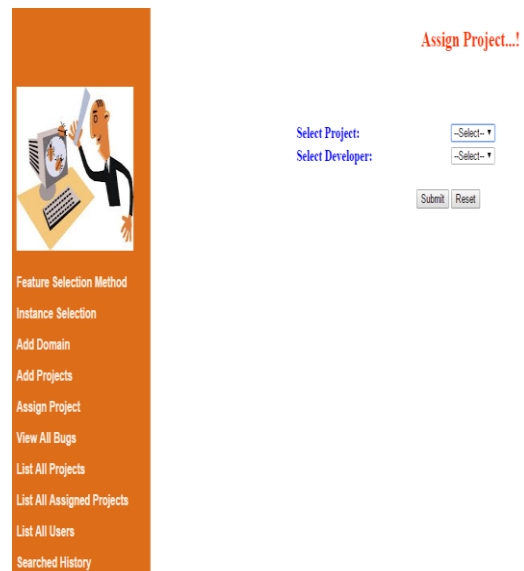 Assign Project...!
Select Project: --Select--
Select Developer: --Select--
Submit Reset
Feature Selection Method
Instance Selection
Add Domain
Add Projects
Assign Project
View All Bugs
List All Projects
List All Assigned Projects
List All Users
Searched History